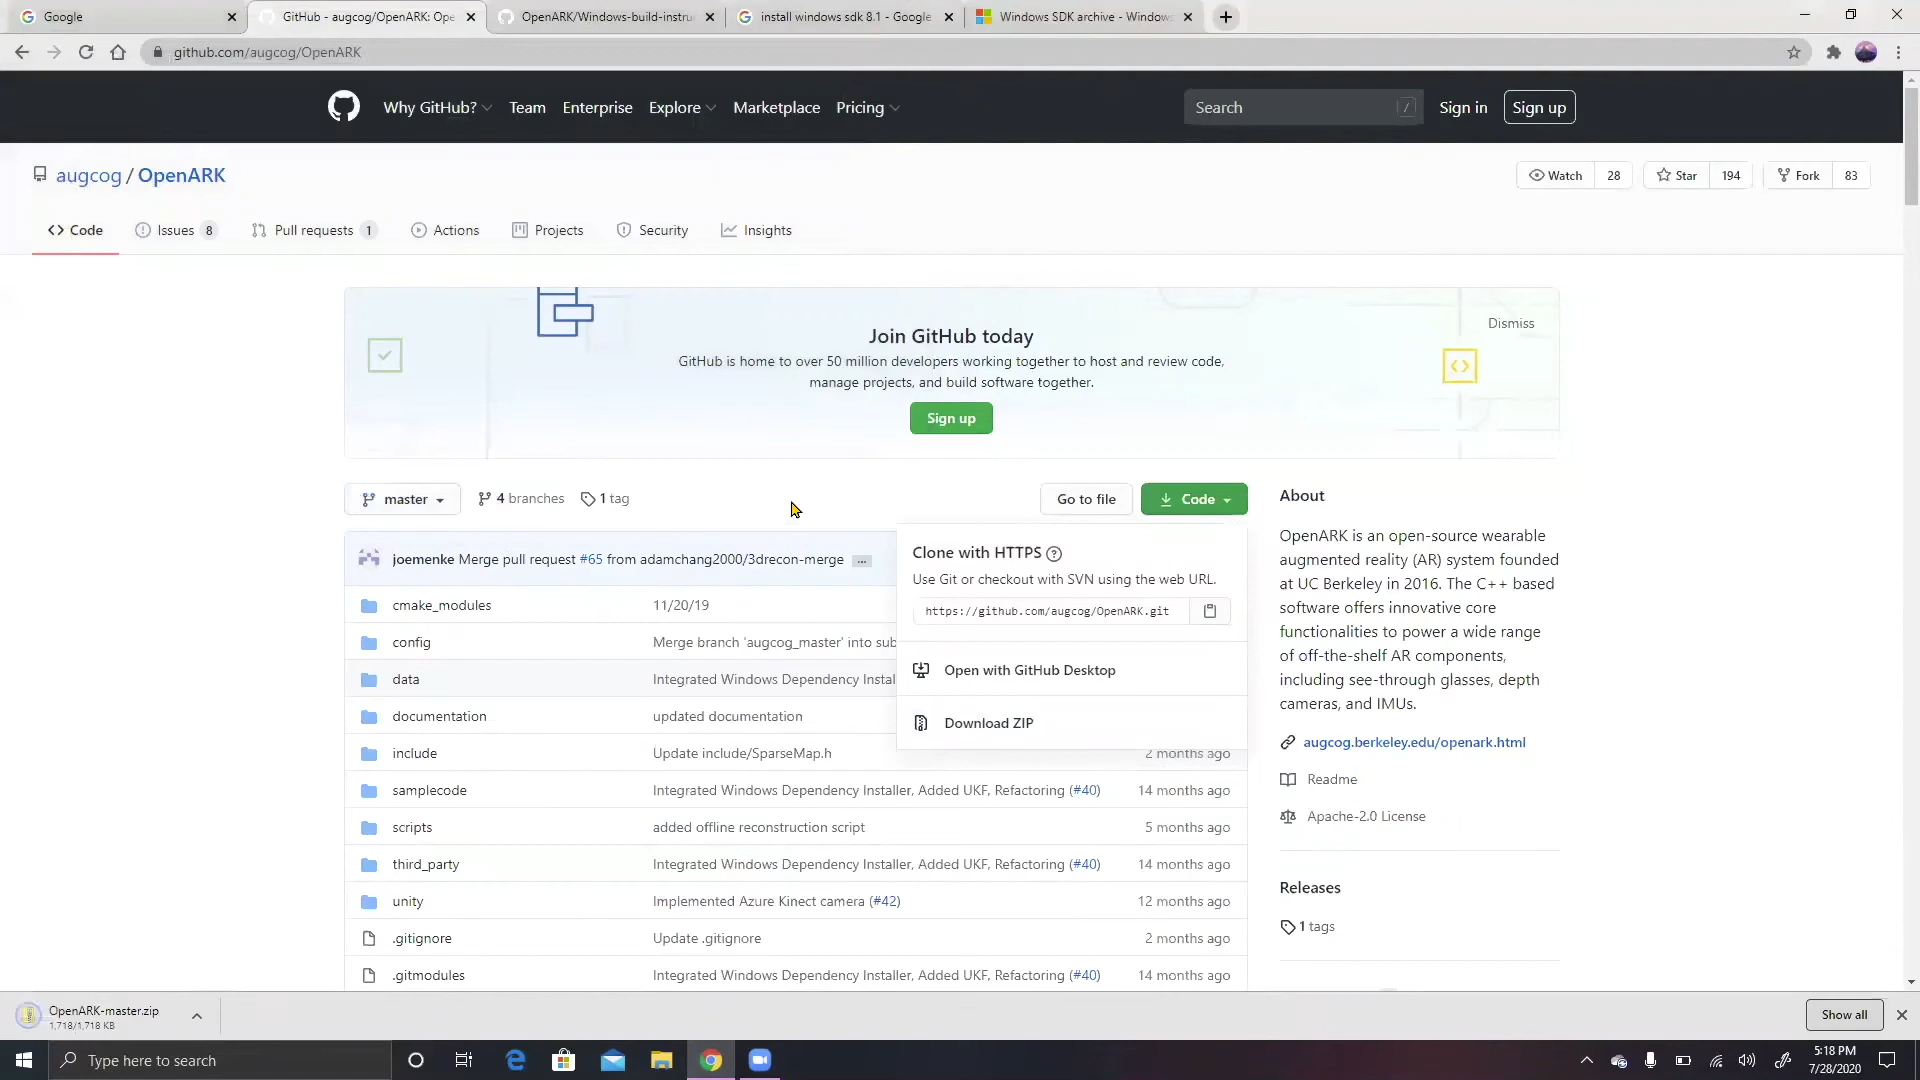 Google
GitHub - augcog/OpenARK: Ope
OpenARK/Windows-build-instru
install windows sdk 8.1 - Google
Windows SDK archive - Windows
github.com/augcog/OpenARK
Why GitHub?
Team
Enterprise
Explore
Marketplace
Pricing
Search /
Sign in
Sign up
augcog / OpenARK
Watch 28
Star 194
Fork 83
Code
Issues 8
Pull requests 1
Actions
Projects
Security
Insights
Join GitHub today
Dismiss
GitHub is home to over 50 million developers working together to host and review code,
manage projects, and build software together.
Sign up
master
4 branches
1 tag
Go to file
Code
joemenke Merge pull request #65 from adamchang2000/3drecon-merge ...
cmake_modules 11/20/19
config Merge branch 'augcog_master' into sub
data Integrated Windows Dependency Instal
documentation updated documentation
include Update include/SparseMap.h 2 months ago
samplecode Integrated Windows Dependency Installer, Added UKF, Refactoring (#40) 14 months ago
scripts added offline reconstruction script 5 months ago
third_party Integrated Windows Dependency Installer, Added UKF, Refactoring (#40) 14 months ago
unity Implemented Azure Kinect camera (#42) 12 months ago
.gitignore Update .gitignore 2 months ago
.gitmodules Integrated Windows Dependency Installer, Added UKF, Refactoring (#40) 14 months ago
Clone with HTTPS
Use Git or checkout with SVN using the web URL.
https://github.com/augcog/OpenARK.git
Open with GitHub Desktop
Download ZIP
About
OpenARK is an open-source wearable
augmented reality (AR) system founded
at UC Berkeley in 2016. The C++ based
software offers innovative core
functionalities to power a wide range
of off-the-shelf AR components,
including see-through glasses, depth
cameras, and IMUs.
augcog.berkeley.edu/openark.html
Readme
Apache-2.0 License
Releases
1 tags
OpenARK-master.zip
1,718/1,718 KB
Show all
Type here to search
5:18 PM
7/28/2020